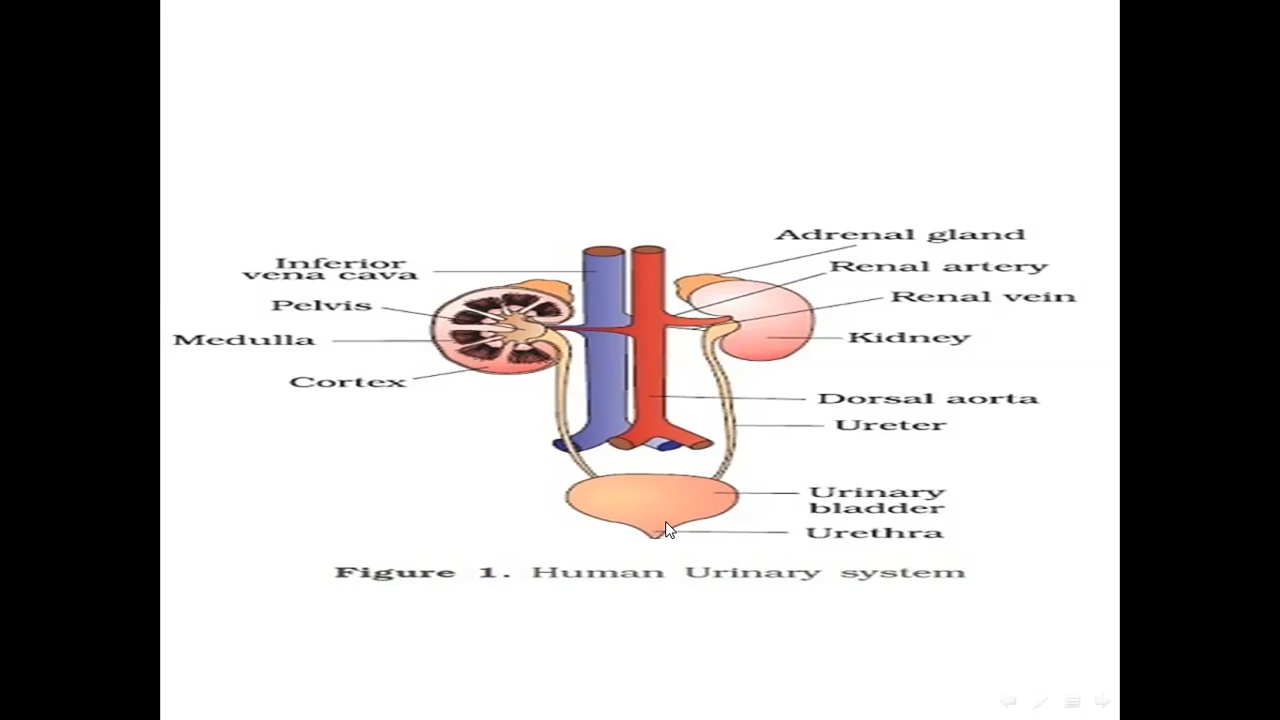 Adrenal gland
Inferior
vena cava
Renal artery
Pelvis
Renal vein
Medulla
Kidney
Cortex
Dorsal aorta
Ureter
Urinary
bladder
Urethra
Figure 1. Human Urinary system